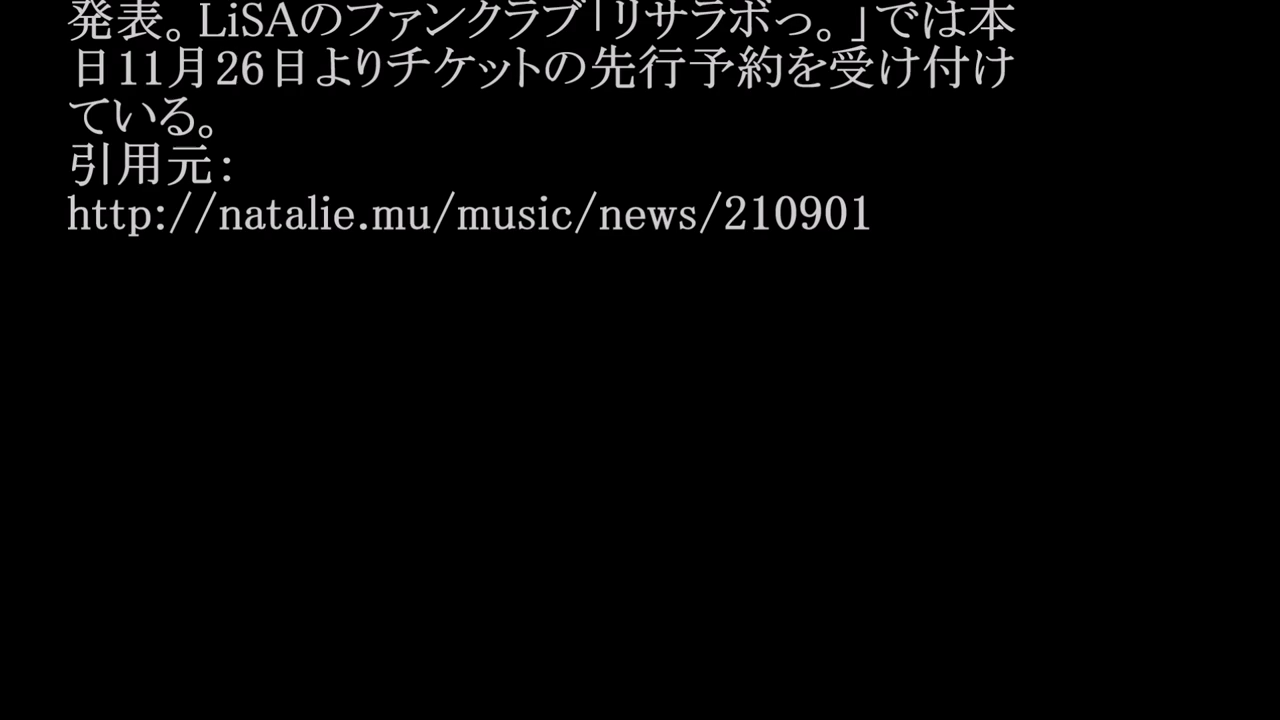 発表。LiSAのファンクラブ「リサラボっ。」では本
日11月26日よりチケットの先行予約を受け付け
ている。
引用元：
http://natalie.mu/music/news/210901